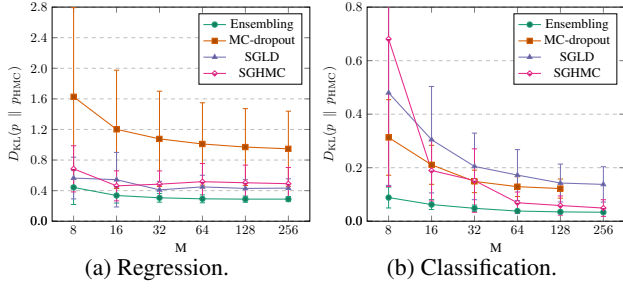 2.8
2.4
2.0
1.6
1.2
0.8
0.4
0.0
D_KL(p ∥ p_HMC)
Ensembling
MC-dropout
SGLD
SGHMC
8 16 32 64 128 256
M
(a) Regression.
0.8
0.6
0.4
0.2
0.0
D_KL(p ∥ p_HMC)
Ensembling
MC-dropout
SGLD
SGHMC
8 16 32 64 128 256
M
(b) Classification.